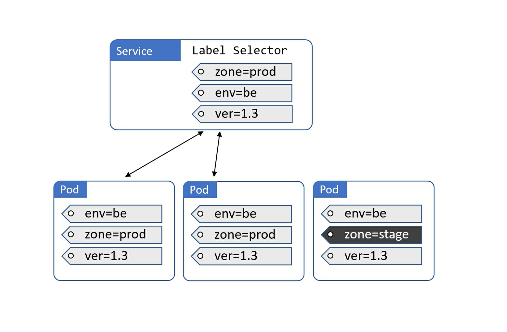 Service
Label Selector
zone=prod
env=be
ver=1.3
Pod
env=be
zone=prod
ver=1.3
Pod
env=be
zone=prod
ver=1.3
Pod
env=be
zone=stage
ver=1.3